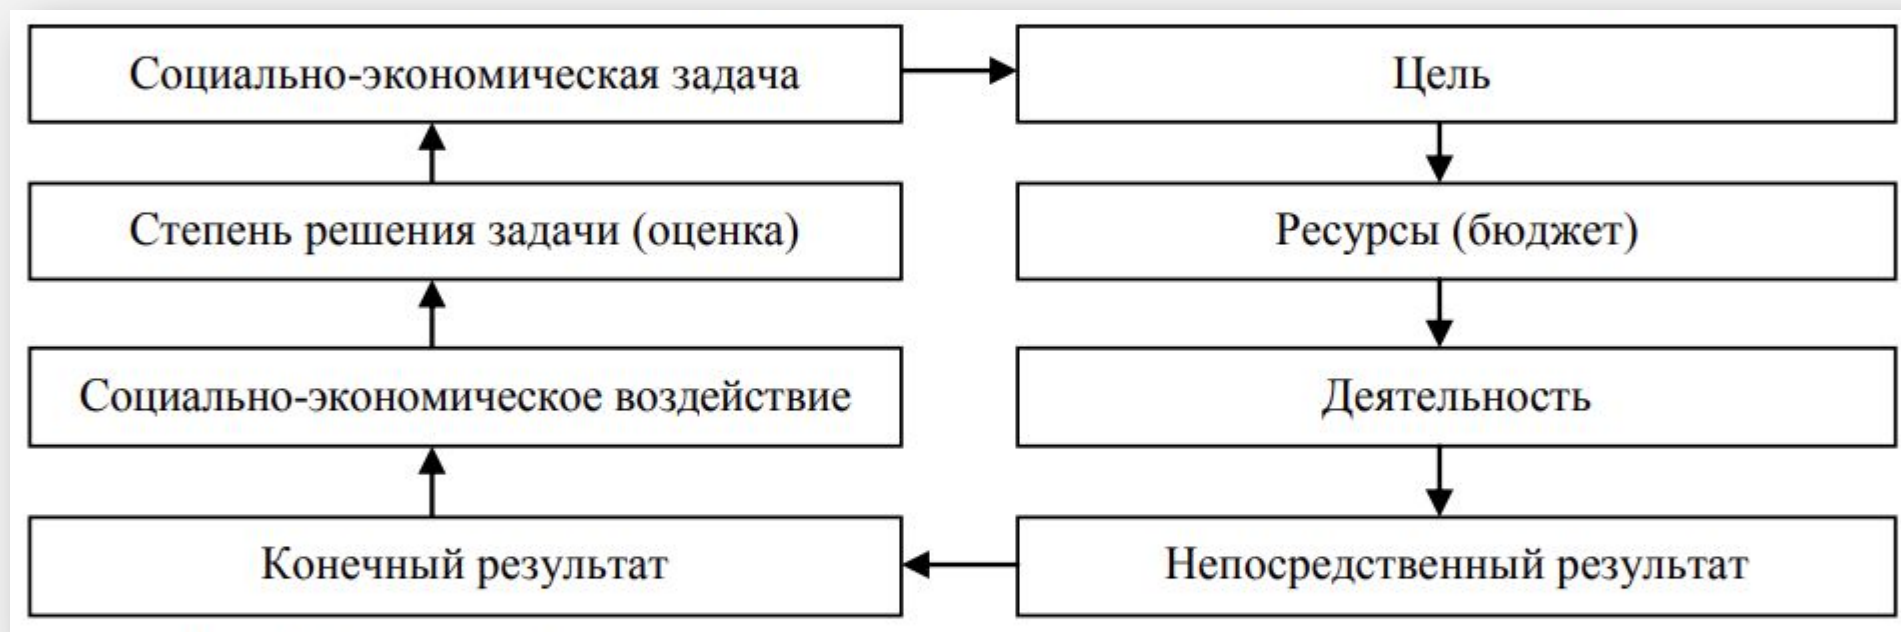 Социально-экономическая задача
Цель
Степень решения задачи (оценка)
Ресурсы (бюджет)
Социально-экономическое воздействие
Деятельность
Конечный результат
Непосредственный результат